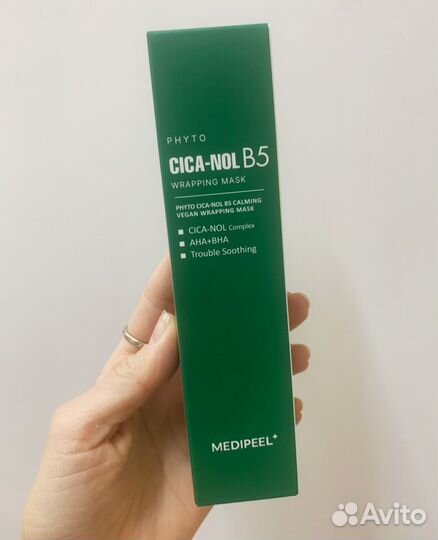 PHYTO
CICA-NOL B5
WRAPPING MASK
PHYTO CICA-NOL B5 CALMING
VEGAN WRAPPING MASK
CICA-NOL Complex
AHA+BHA
Trouble Soothing
MEDIPEEL+
Avito